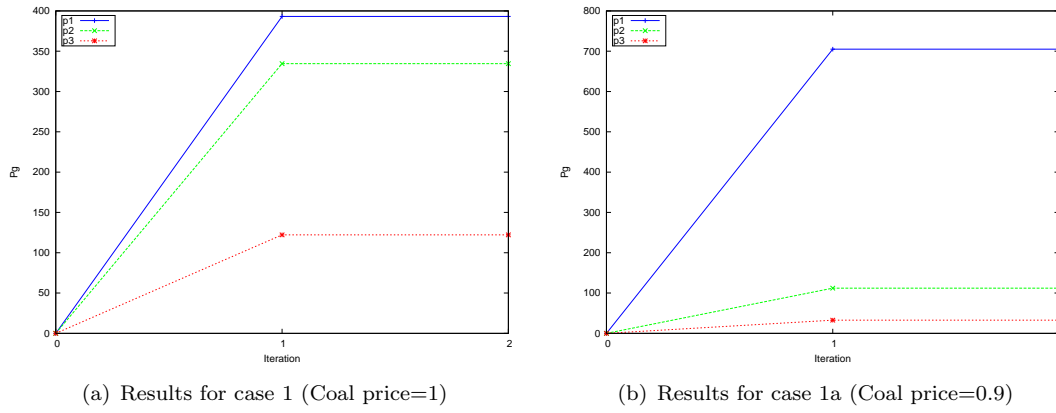 400
350
300
250
200
150
100
50
0
Pg
p1
p2
p3
0
1
2
Iteration
(a) Results for case 1 (Coal price=1)
800
700
600
500
400
300
200
100
0
Pg
p1
p2
p3
0
1
Iteration
(b) Results for case 1a (Coal price=0.9)